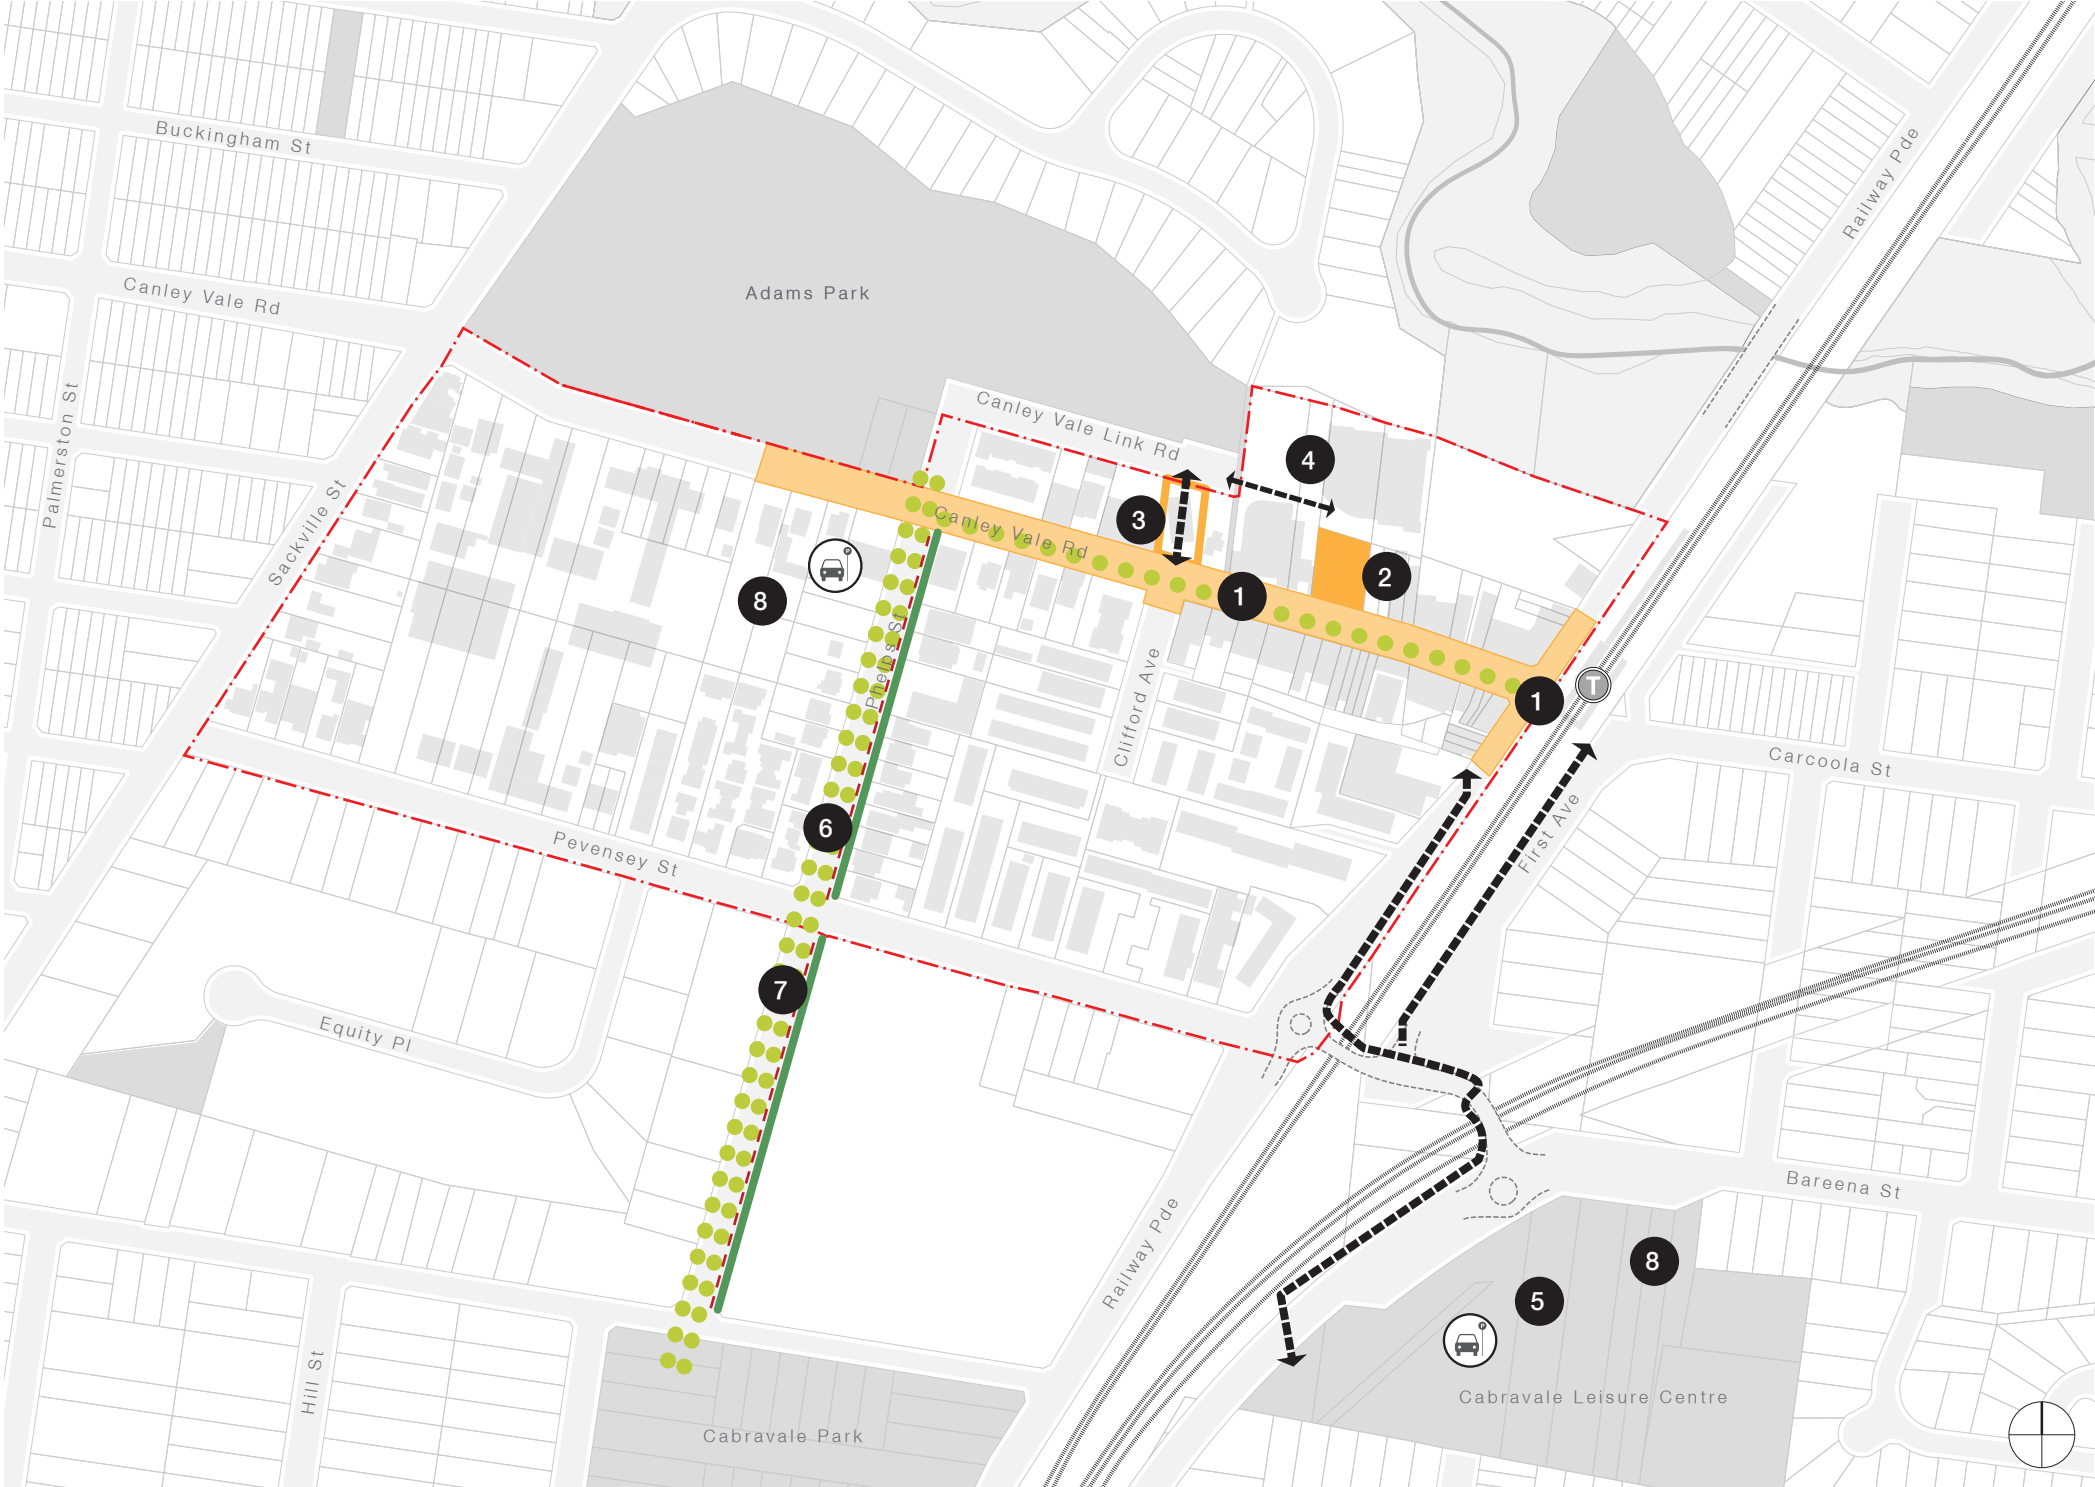 Buckingham St
Railway Pde
Canley Vale Rd
Adams Park
Palmerston St
Canley Vale Link Rd
4
Sackville St
3
Canley Vale Rd
P
2
8
1
Phelps St
T
1
Clifford Ave
Carcoola St
6
First Ave
Pevensey St
7
Equity Pl
Bareena St
Railway Pde
8
5
P
Hill St
Cabravale Leisure Centre
Cabravale Park